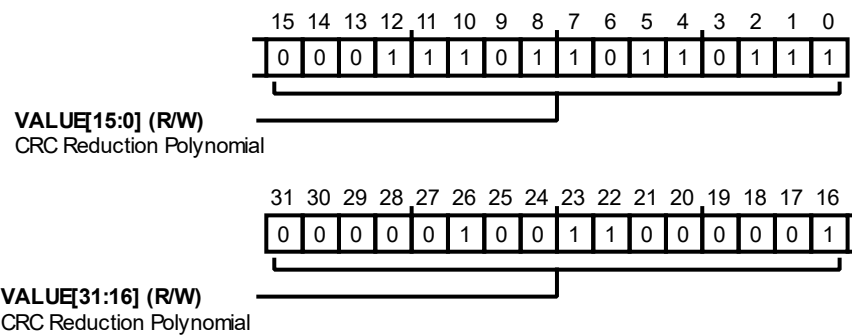 15 14 13 12 11 10 9 8 7 6 5 4 3 2 1 0
0 0 0 1 1 1 0 1 1 0 1 1 0 1 1 1
VALUE[15:0] (R/W)
CRC Reduction Polynomial
31 30 29 28 27 26 25 24 23 22 21 20 19 18 17 16
0 0 0 0 0 1 0 0 1 1 0 0 0 0 0 1
VALUE[31:16] (R/W)
CRC Reduction Polynomial